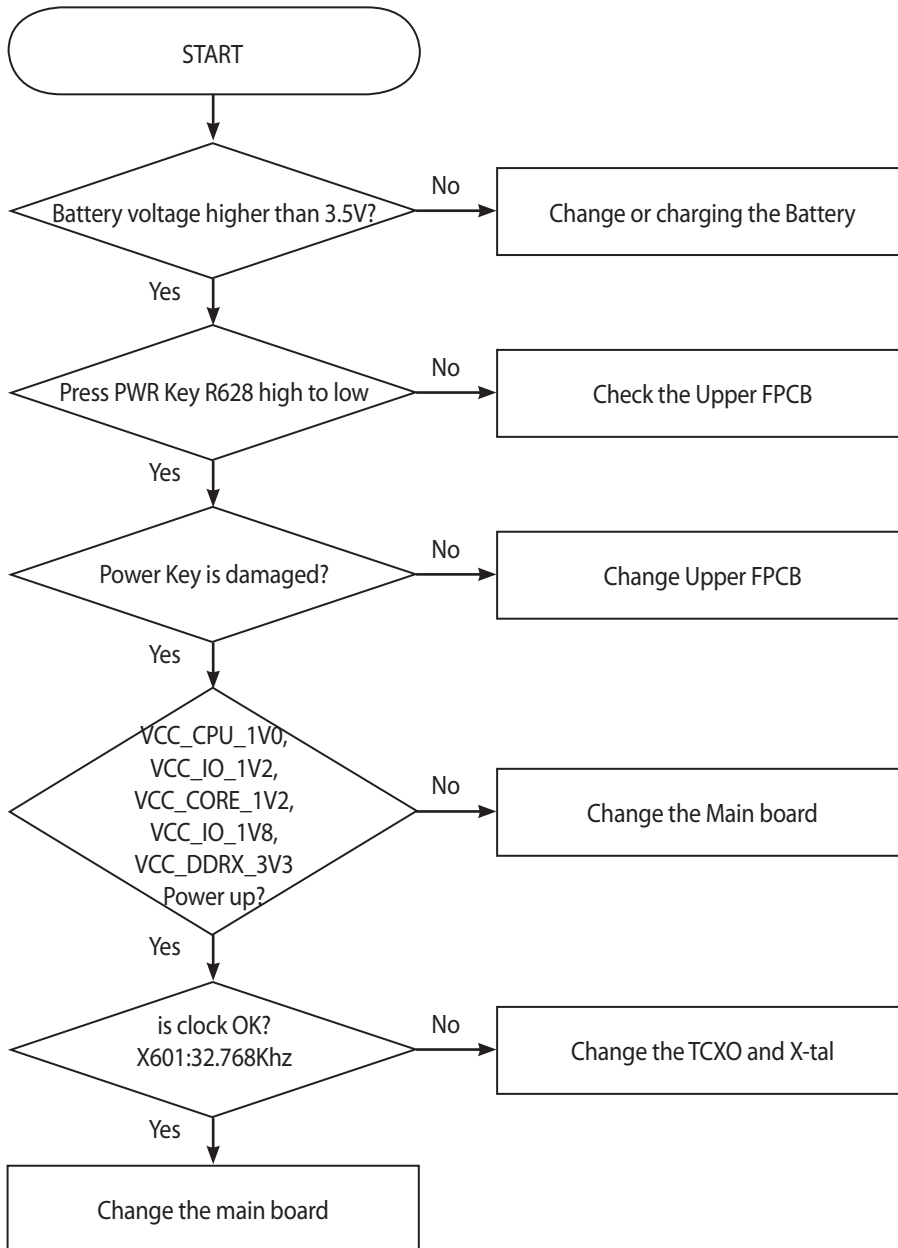 START
Battery voltage higher than 3.5V?
No
Change or charging the Battery
Yes
Press PWR Key R628 high to low
No
Check the Upper FPCB
Yes
Power Key is damaged?
No
Change Upper FPCB
Yes
VCC_CPU_1V0,
VCC_IO_1V2,
VCC_CORE_1V2,
VCC_IO_1V8,
VCC_DDRX_3V3
Power up?
No
Change the Main board
Yes
is clock OK?
X601:32.768Khz
No
Change the TCXO and X-tal
Yes
Change the main board